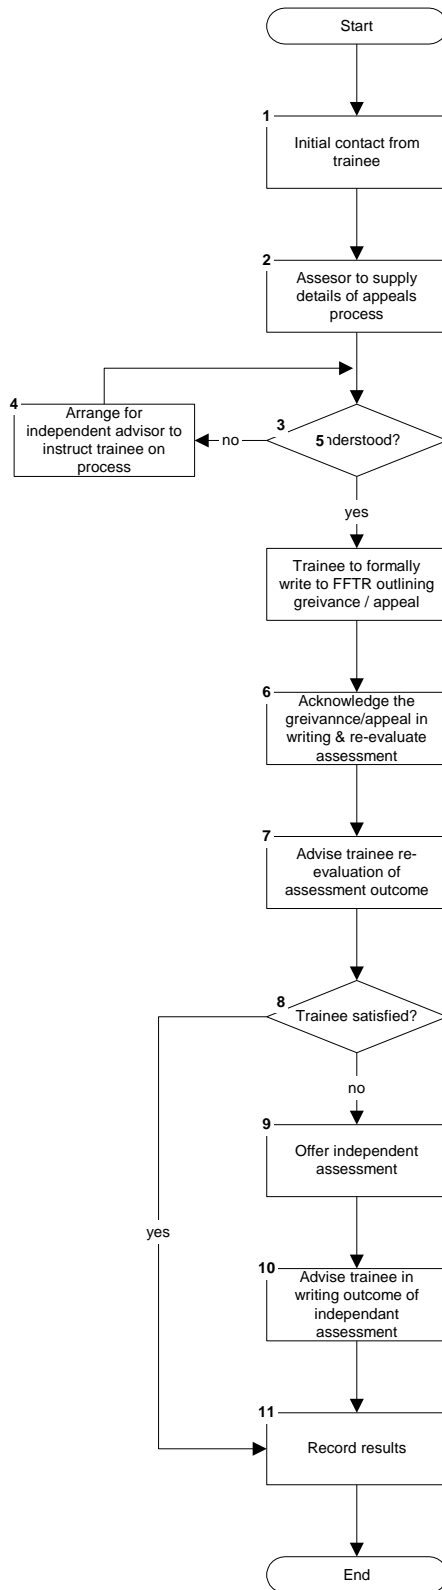 Start
1
Initial contact from
trainee
2
Assesor to supply
details of appeals
process
4
Arrange for
independent advisor to
instruct trainee on
process
no
3
5
nderstood?
yes
Trainee to formally
write to FFTR outlining
greivance / appeal
6
Acknowledge the
greivannce/appeal in
writing & re-evaluate
assessment
7
Advise trainee re-
evaluation of
assessment outcome
8
Trainee satisfied?
no
9
Offer independent
assessment
yes
10
Advise trainee in
writing outcome of
independant
assessment
11
Record results
End